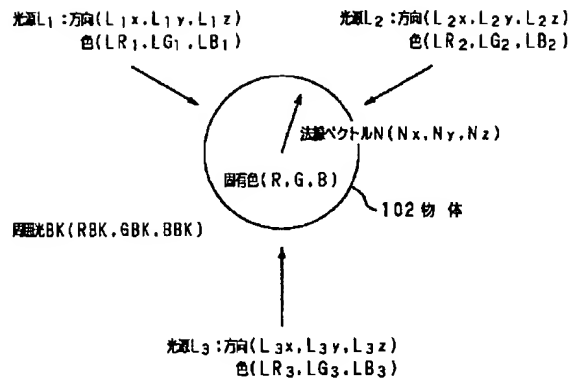 光源L₁:方向(L₁x,L₁y,L₁z)
色(LR₁,LG₁,LB₁)
光源L₂:方向(L₂x,L₂y,L₂z)
色(LR₂,LG₂,LB₂)
法線ベクトルN(Nx,Ny,Nz)
固有色(R,G,B)
102物体
周囲光BK(RBK,GBK,BBK)
光源L₃:方向(L₃x,L₃y,L₃z)
色(LR₃,LG₃,LB₃)